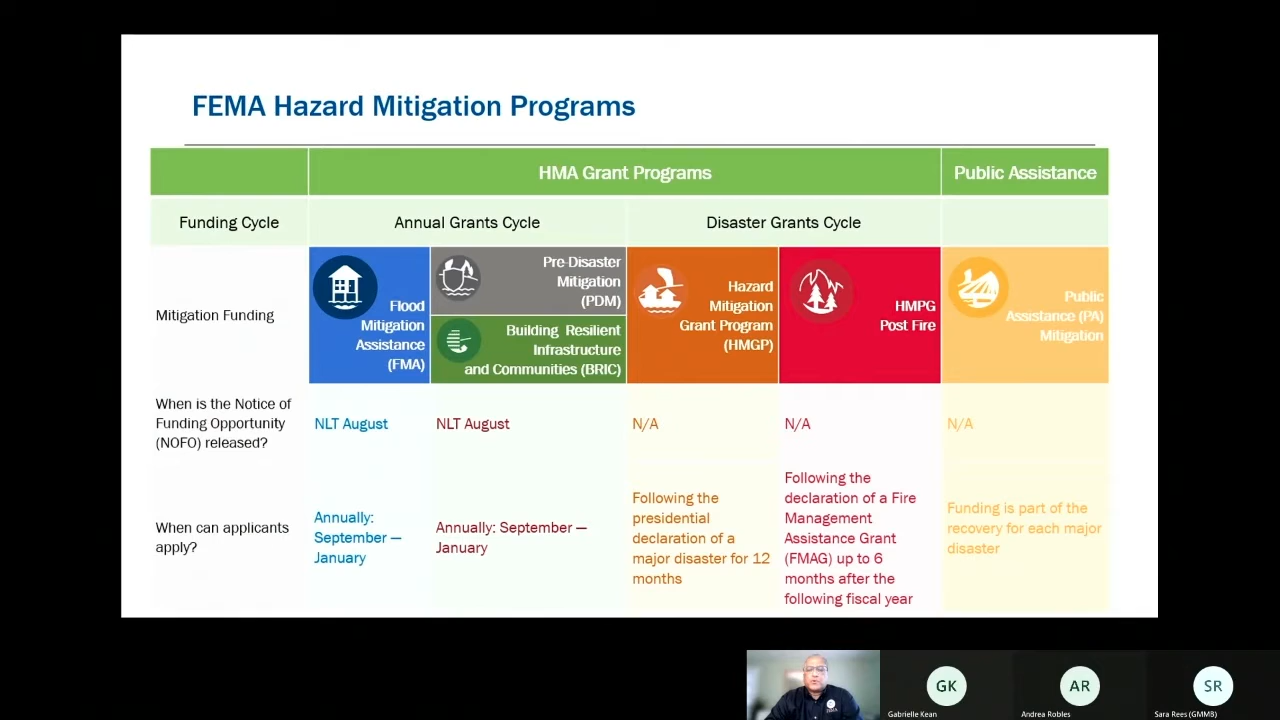 FEMA Hazard Mitigation Programs
HMA Grant Programs
Public Assistance
Funding Cycle
Annual Grants Cycle
Disaster Grants Cycle
Mitigation Funding
Flood
Mitigation
Assistance
(FMA)
Pre-Disaster
Mitigation
(PDM)
Building Resilient
Infrastructure
and Communities (BRIC)
Hazard
Mitigation
Grant Program
(HMGP)
HMPG
Post Fire
Public
Assistance (PA)
Mitigation
When is the Notice of
Funding Opportunity
(NOFO) released?
NLT August
NLT August
N/A
N/A
N/A
When can applicants
apply?
Annually:
September —
January
Annually: September —
January
Following the
presidential
declaration of a
major disaster for 12
months
Following the
declaration of a Fire
Management
Assistance Grant
(FMAG) up to 6
months after the
following fiscal year
Funding is part of the
recovery for each major
disaster
FEMA
GK
Gabrielle Kean
AR
Andrea Robles
SR
Sara Rees (GMMB)